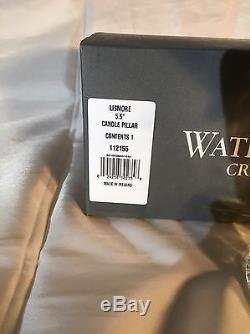 LISMORE
5.5"
CANDLE PILLAR
CONTENTS 1
112155
MADE IN IRELAND
WAT
CR